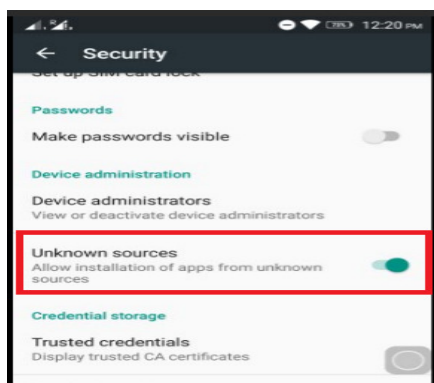 12:20 PM
Security
Set up SIM card lock
Passwords
Make passwords visible
Device administration
Device administrators
View or deactivate device administrators
Unknown sources
Allow installation of apps from unknown
sources
Credential storage
Trusted credentials
Display trusted CA certificates